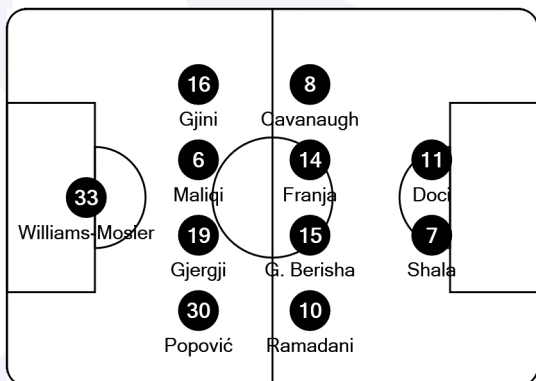 16
Gjini
8
Cavanaugh
6
Maliqi
14
Franja
11
Doci
33
Williams-Mosler
19
Gjergji
15
G. Berisha
7
Shala
30
Popović
10
Ramadani